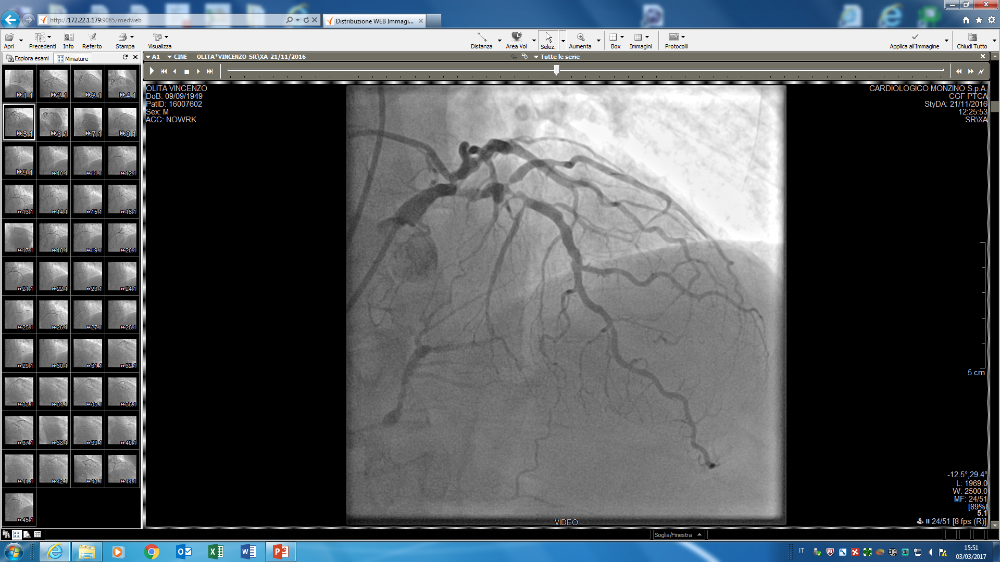 http://172.22.1.179:9085/medweb
Distribuzione WEB Immagi...
Apri
Precedenti
Info
Referto
Stampa
Visualizza
Distanza
Area Vol
Selez.
Aumenta
Box
Immagini
Protocolli
Applica all'Immagine
Chiudi Tutto
Esplora esami
Miniature
A1
CINE
OLITA*VINCENZO-SR\XA-21/11/2016
Tutte le serie
1.1
2.1
3.1
4.1
5.1
6.1
7.1
8.1
9.1
10.1
11.1
12.1
13.1
14.1
15.1
16.1
17.1
18.1
19.1
20.1
21.1
22.1
23.1
24.1
25.1
26.1
27.1
28.1
29.1
30.1
31.1
32.1
33.1
34.1
35.1
36.1
37.1
38.1
39.1
40.1
41.1
42.1
43.1
44.1
45.1
OLITA VINCENZO
DoB: 09/09/1949
PatID: 16007602
Sex: M
ACC: NOWRK
CARDIOLOGICO MONZINO S.p.A.
CGF PTCA
StyDA: 21/11/2016
12:25:53
SR\XA
5 cm
-12.5°,29.4°
L: 1969.0
W: 2500.0
MF: 24/51
[89%]
5.1
24/51 [8 fps (R)]
VIDEO
Soglia/Finestra
IT
15:51
03/03/2017